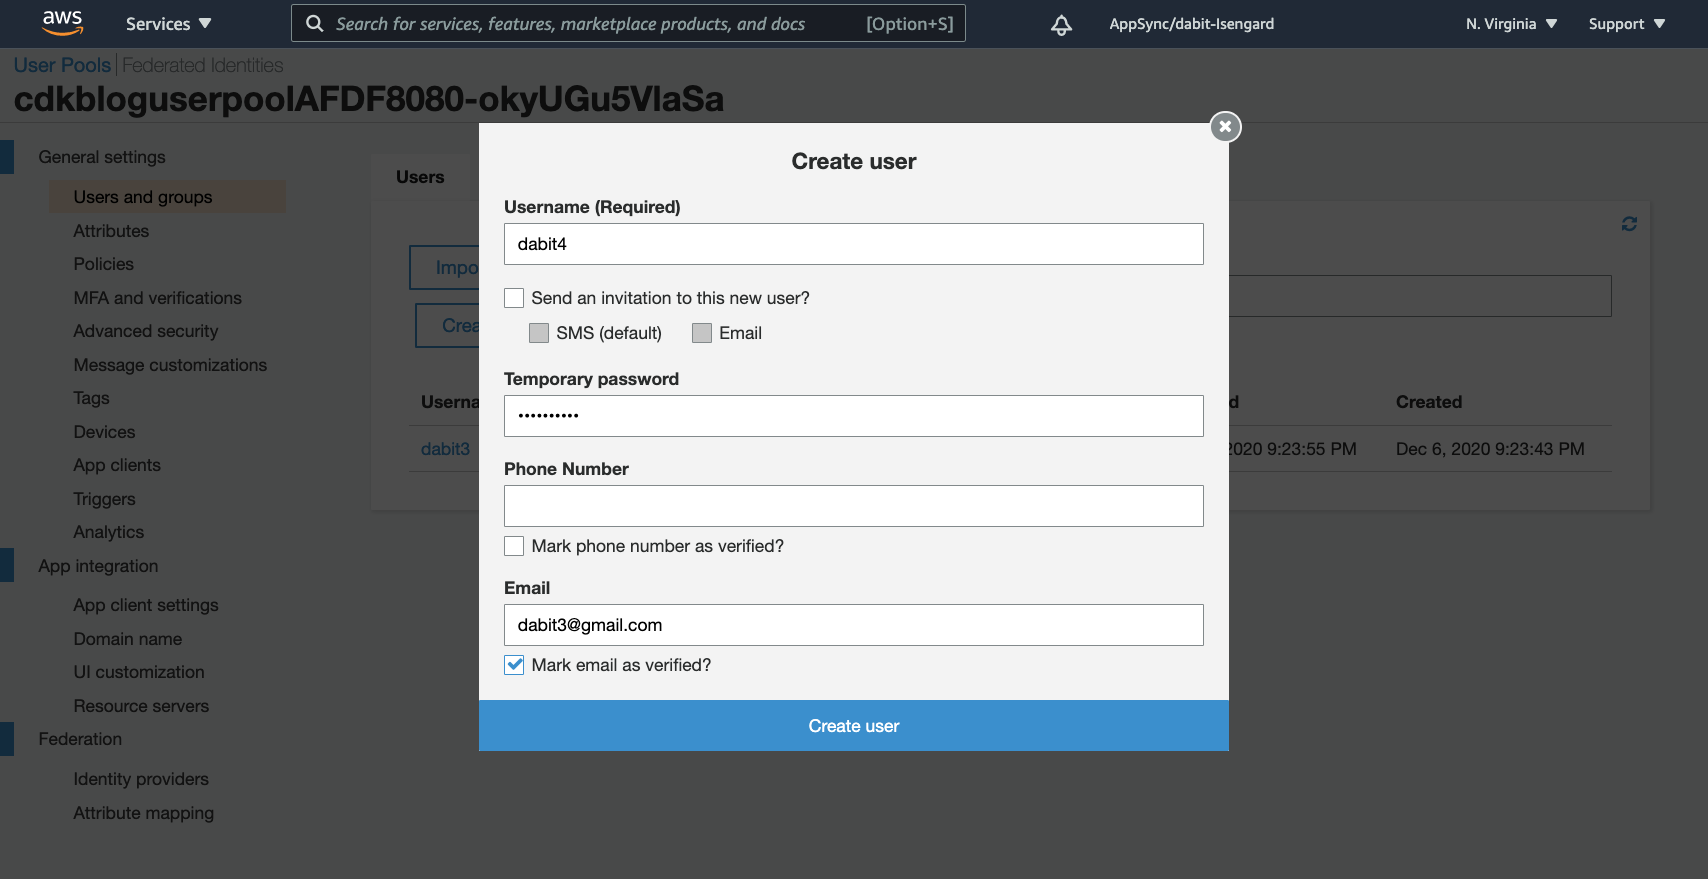 aws
Services
Search for services, features, marketplace products, and docs
[Option+S]
AppSync/dabit-Isengard
N. Virginia
Support
User Pools
Federated Identities
cdkbloguserpoolAFDF8080-okyUGu5VlaSa
General settings
Users and groups
Attributes
Policies
MFA and verifications
Advanced security
Message customizations
Tags
Devices
App clients
Triggers
Analytics
App integration
App client settings
Domain name
UI customization
Resource servers
Federation
Identity providers
Attribute mapping
Users
Impo
Crea
Userna
dabit3
d
2020 9:23:55 PM
Created
Dec 6, 2020 9:23:43 PM
Create user
Username (Required)
dabit4
Send an invitation to this new user?
SMS (default)
Email
Temporary password
••••••••••
Phone Number
Mark phone number as verified?
Email
dabit3@gmail.com
Mark email as verified?
Create user